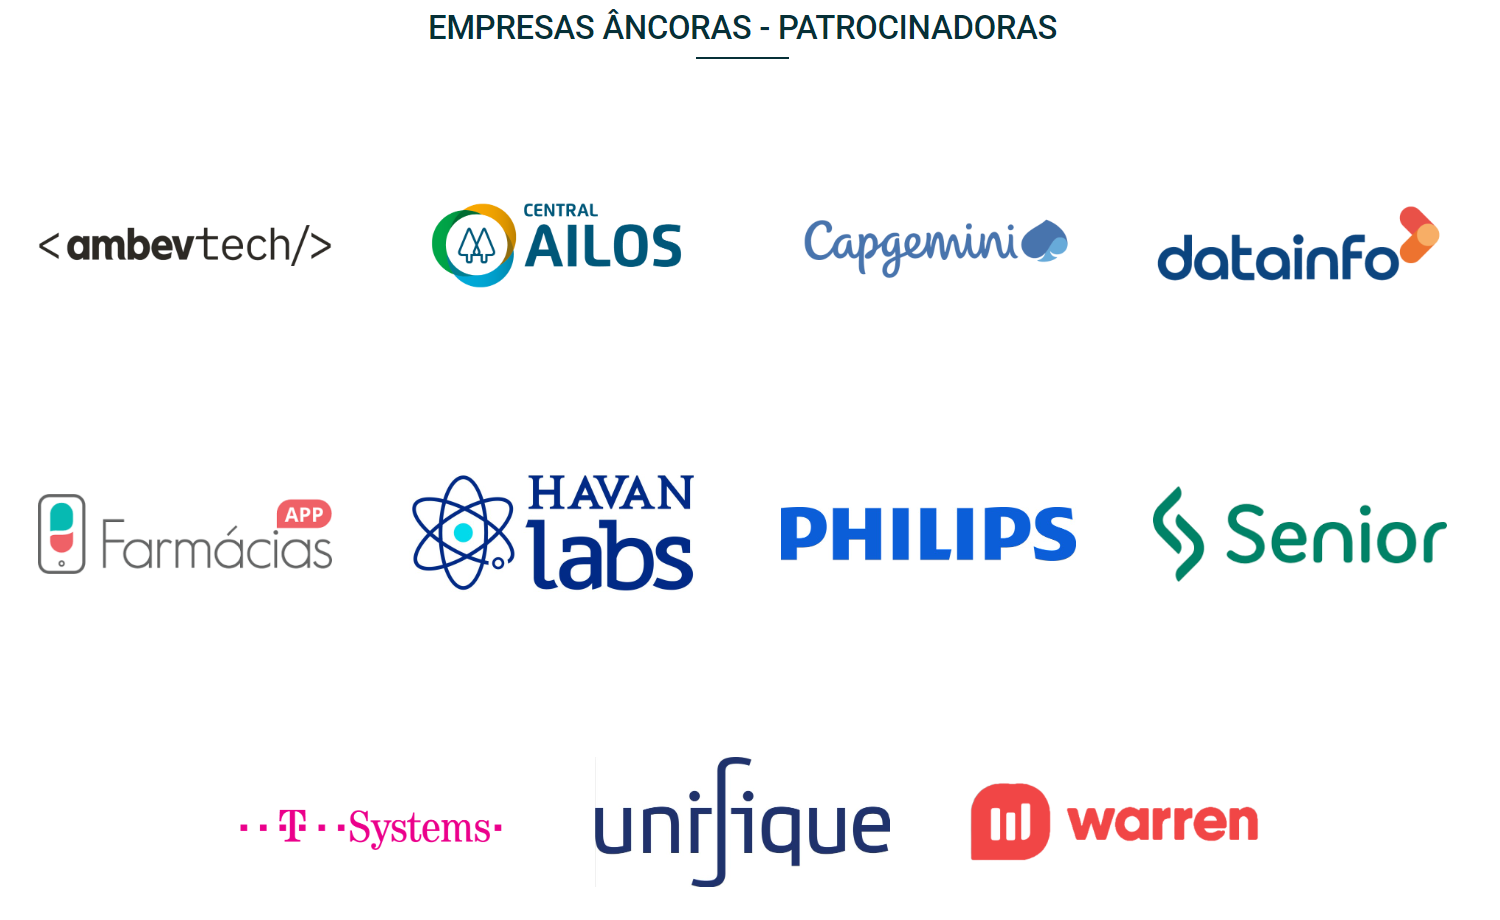 EMPRESAS ÂNCORAS - PATROCINADORAS
<ambevtech/>
CENTRAL
AILOS
Capgemini
datainfo
APP
Farmácias
HAVAN
labs
PHILIPS
Senior
T Systems
unifique
warren